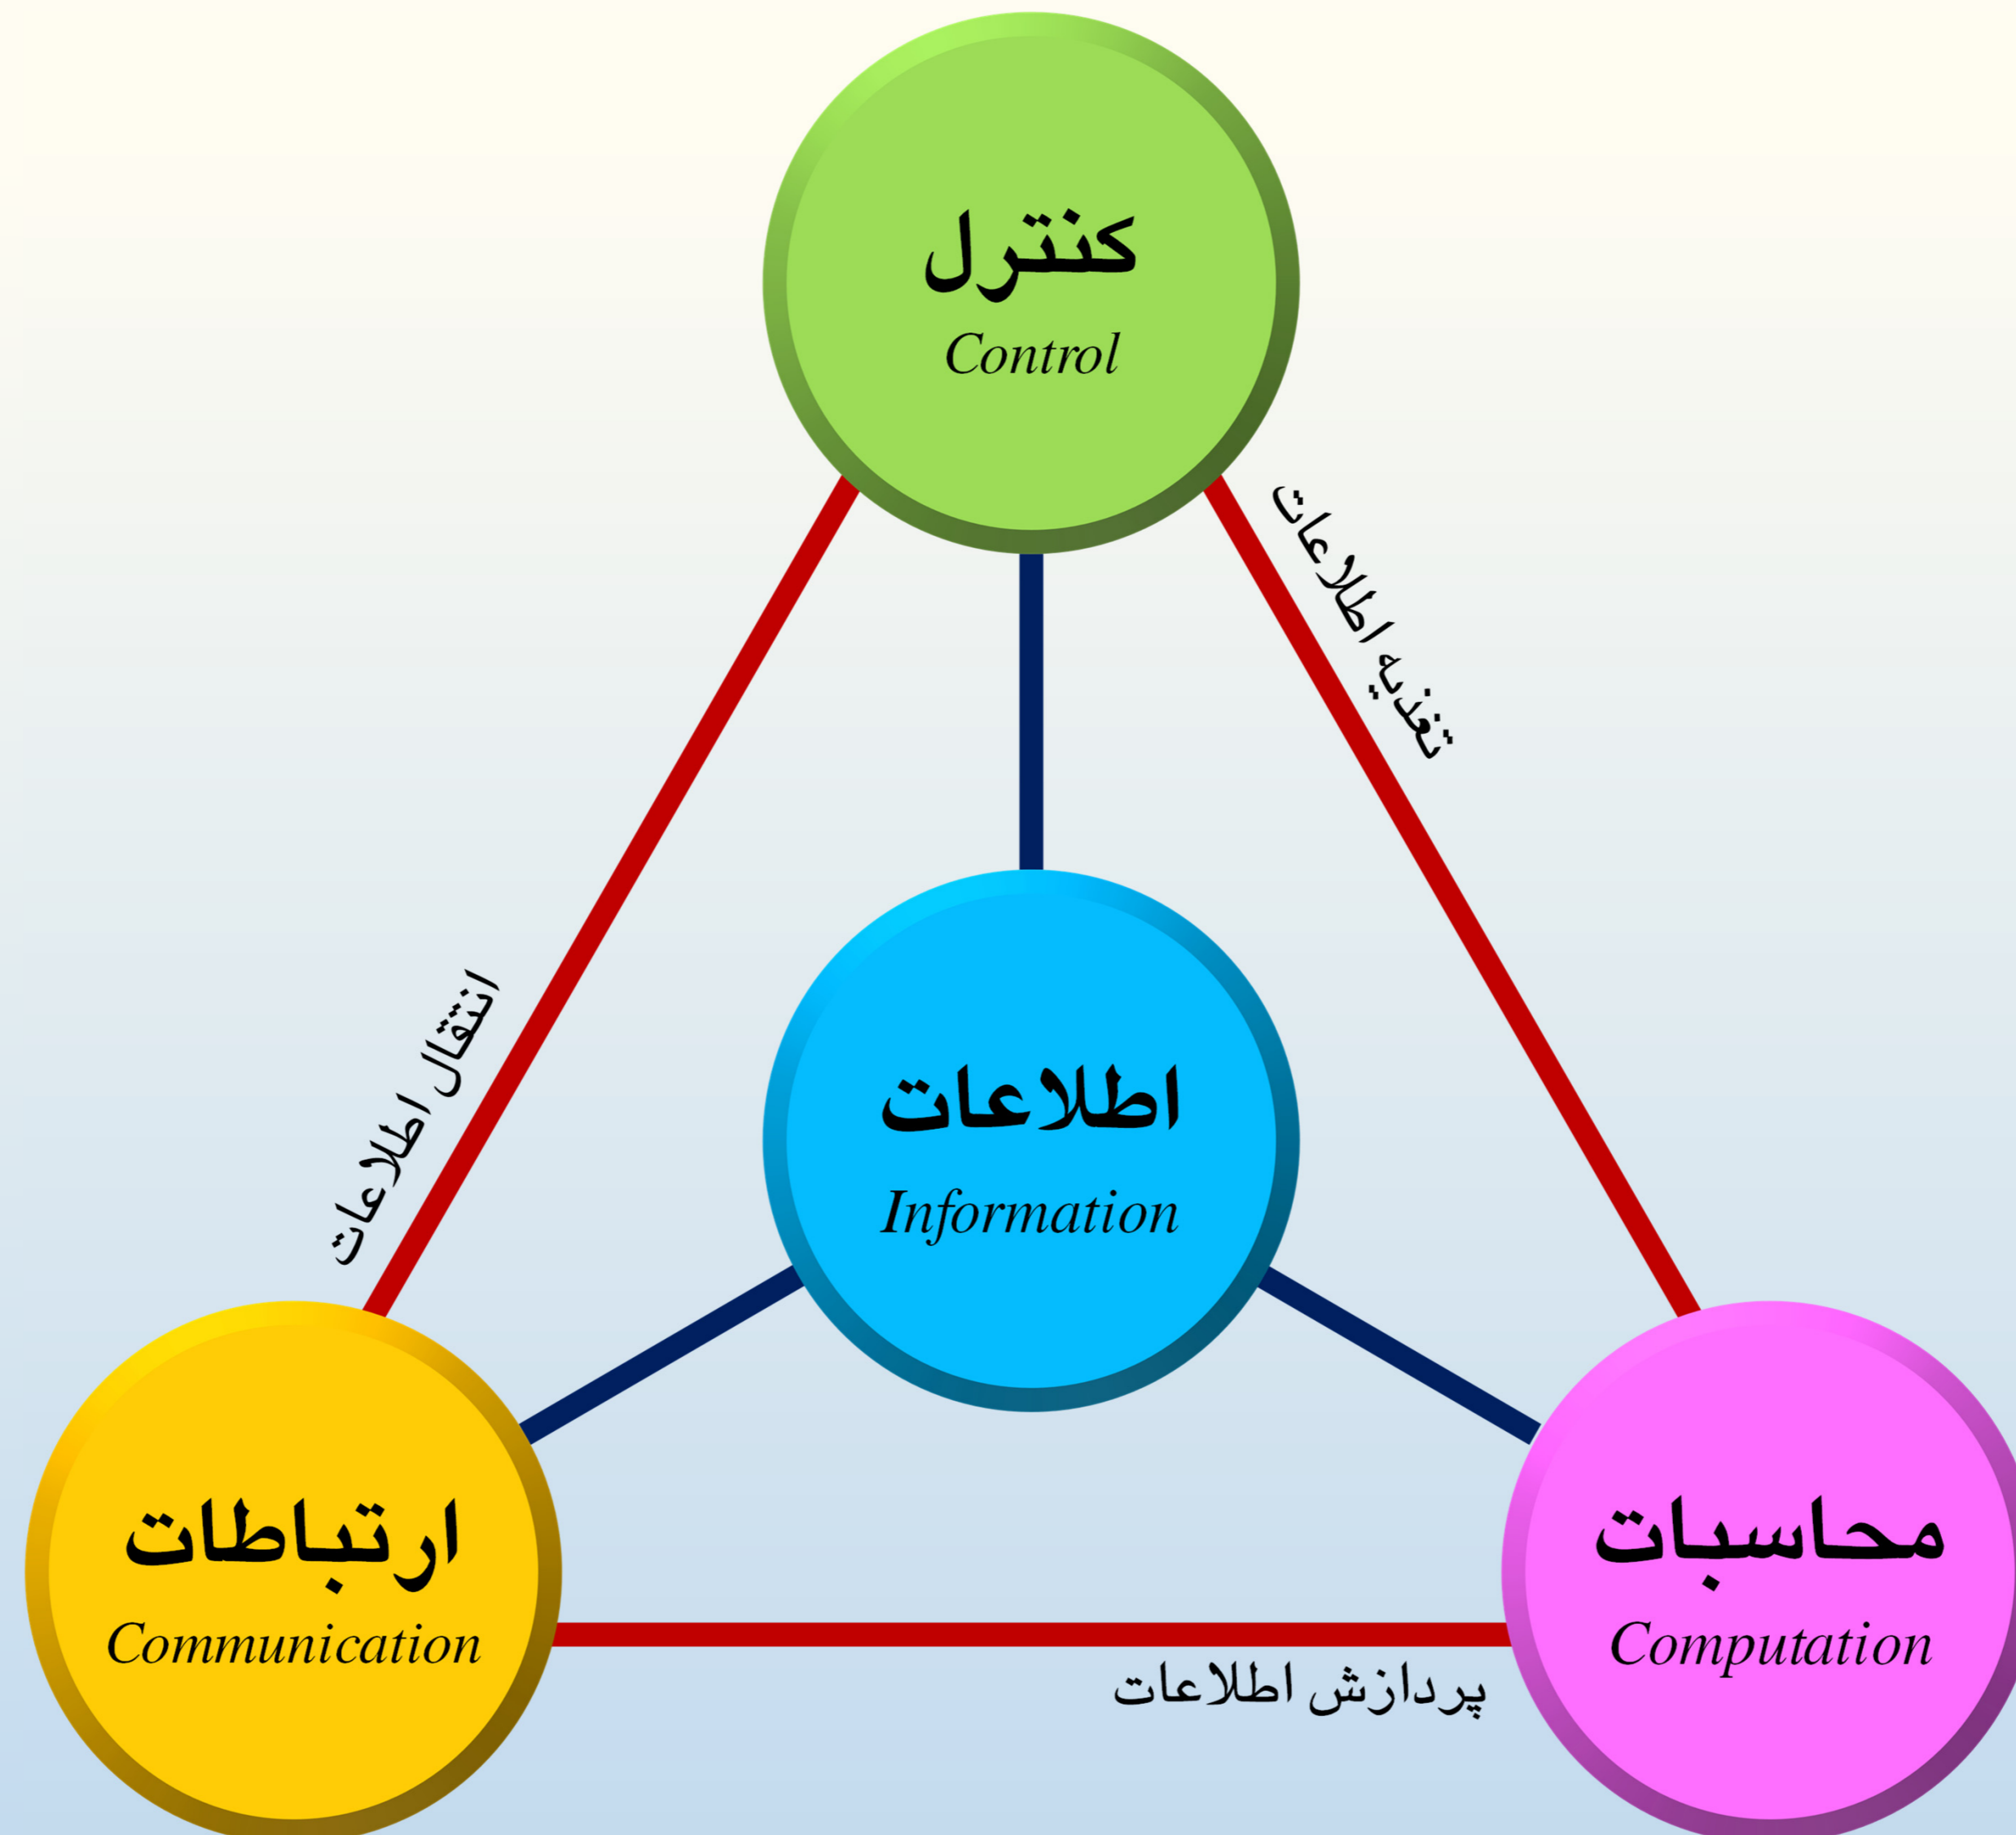 کنترل
Control
تغذیه اطلاعات
انتقال اطلاعات
اطلاعات
Information
ارتباطات
Communication
محاسبات
Computation
پردازش اطلاعات